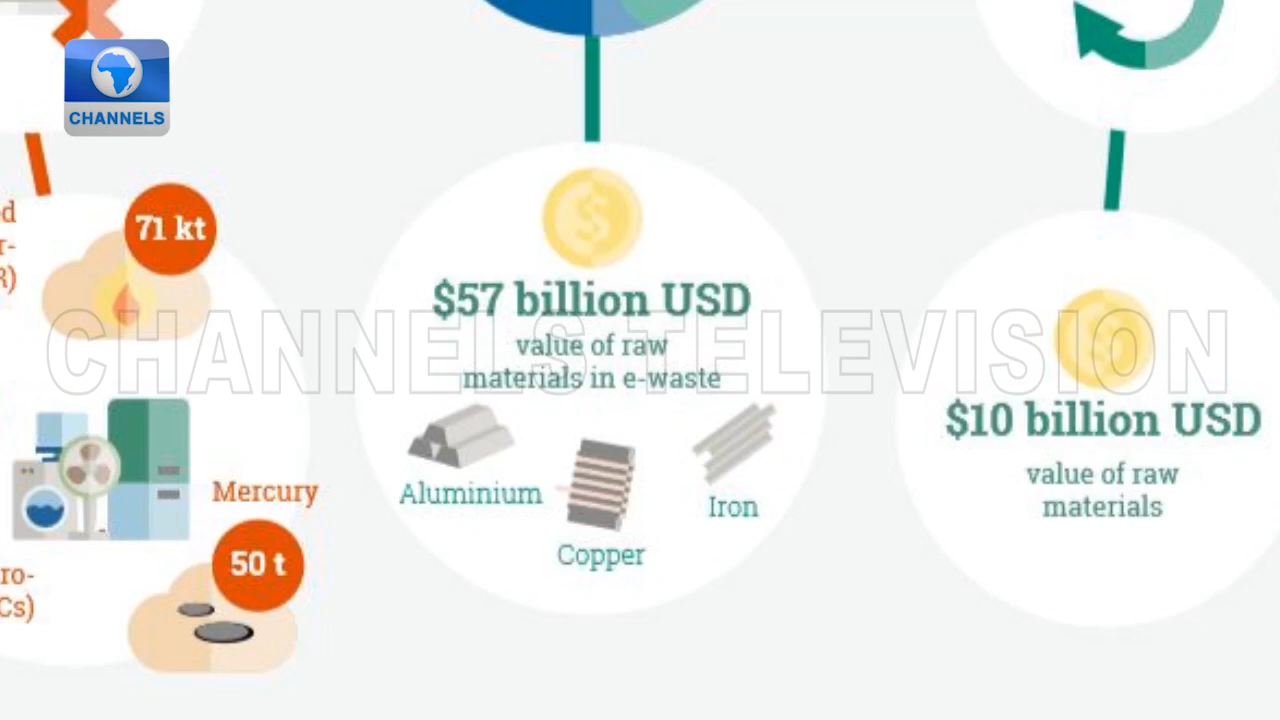 CHANNELS
71 kt
R)
$57 billion USD
value of raw
materials in e-waste
CHANNELS TELEVISION
$10 billion USD
value of raw
materials
Aluminium
Copper
Iron
Mercury
50 t
Cs)